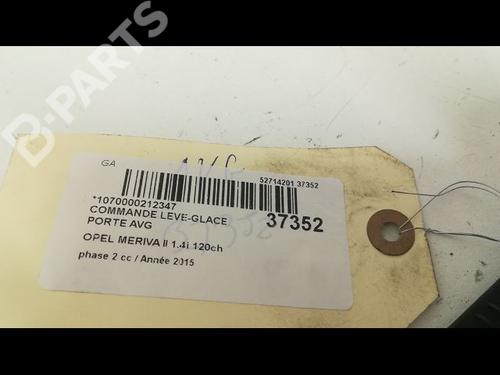 GA
52714201 37352
*1070000212347
COMMANDE LEVE-GLACE
37352
PORTE AVG
OPEL MERIVA II 1.4i 120ch
phase 2 cc / Année 2015